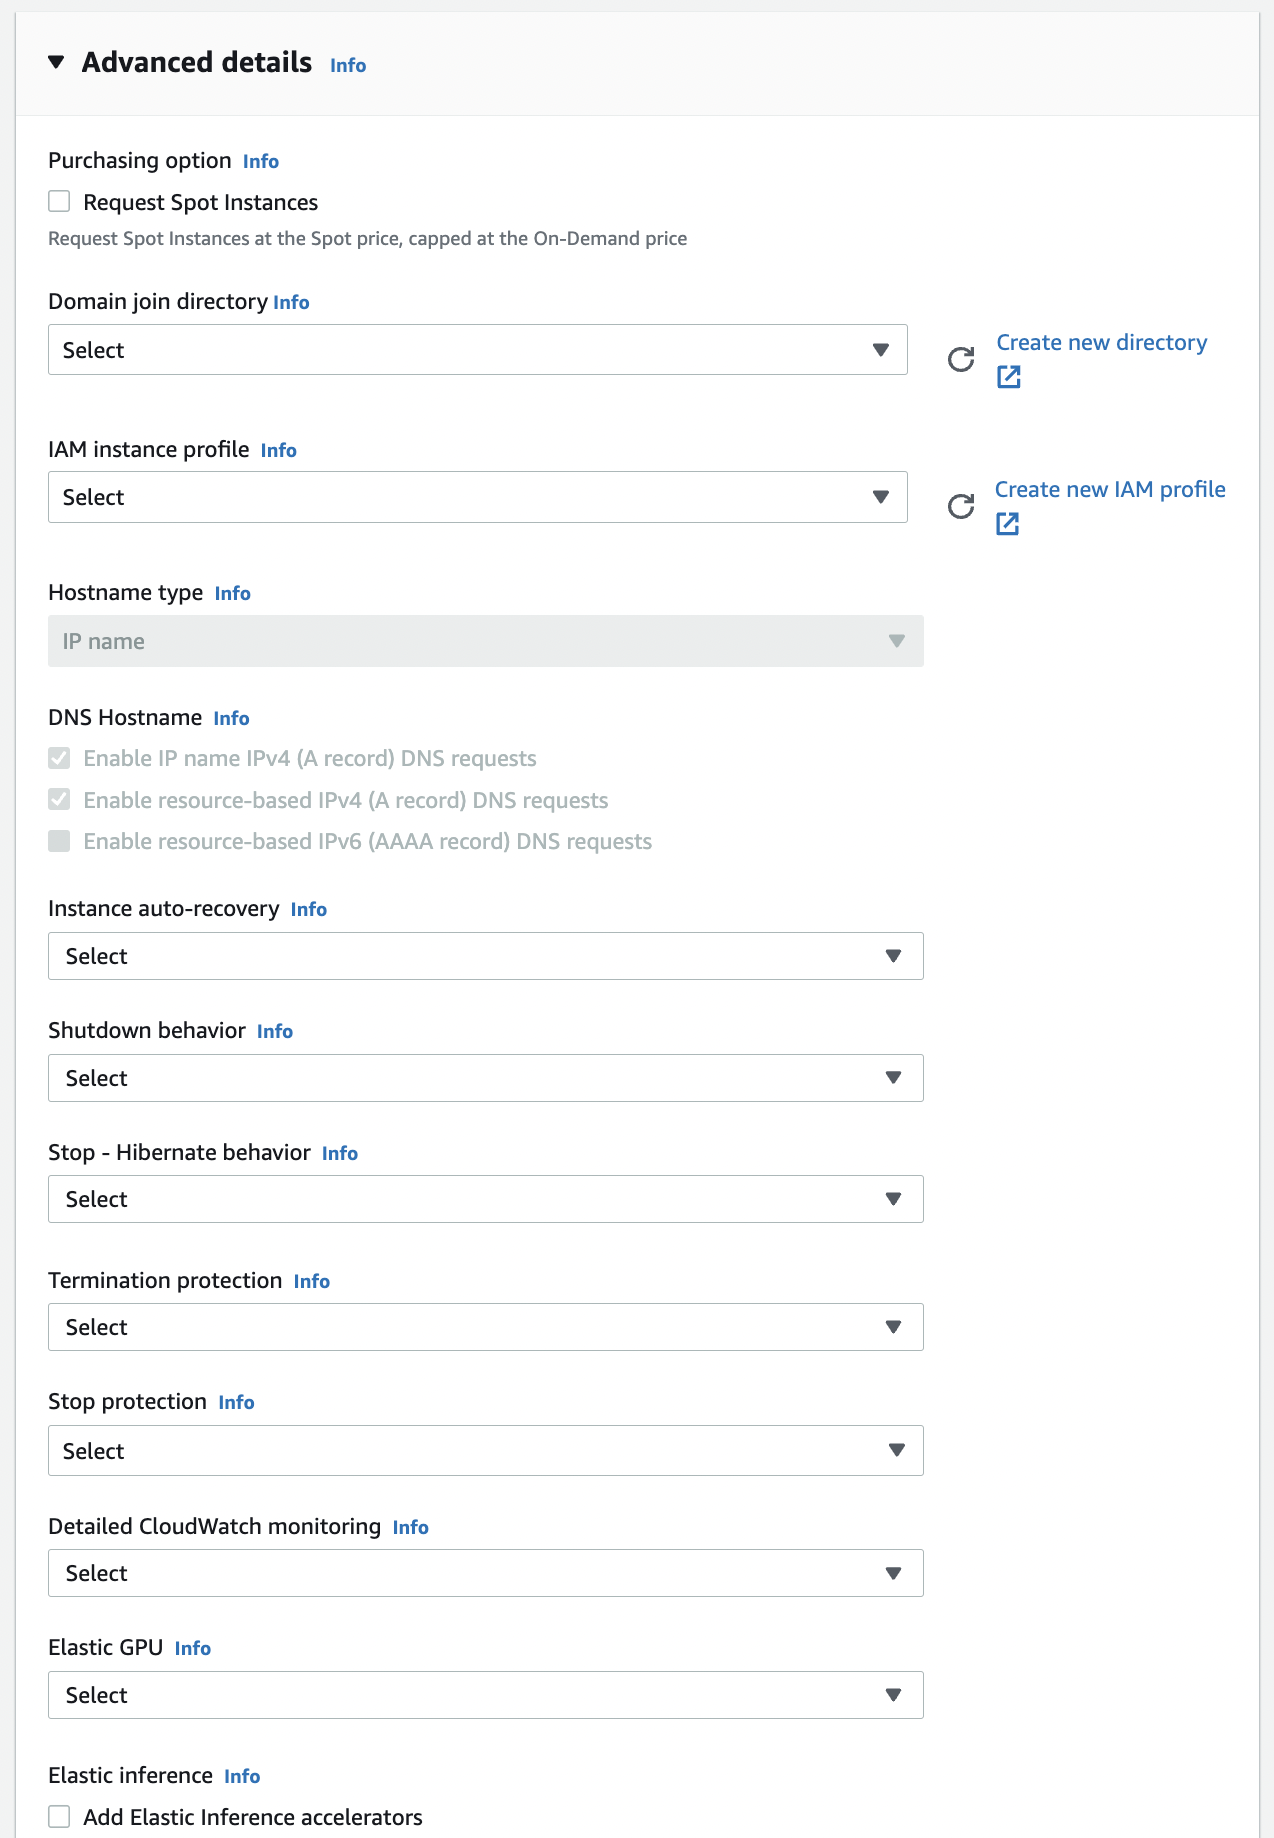 Advanced details Info
Purchasing option Info
Request Spot Instances
Request Spot Instances at the Spot price, capped at the On-Demand price
Domain join directory Info
Select
Create new directory
IAM instance profile Info
Select
Create new IAM profile
Hostname type Info
IP name
DNS Hostname Info
Enable IP name IPv4 (A record) DNS requests
Enable resource-based IPv4 (A record) DNS requests
Enable resource-based IPv6 (AAAA record) DNS requests
Instance auto-recovery Info
Select
Shutdown behavior Info
Select
Stop - Hibernate behavior Info
Select
Termination protection Info
Select
Stop protection Info
Select
Detailed CloudWatch monitoring Info
Select
Elastic GPU Info
Select
Elastic inference Info
Add Elastic Inference accelerators